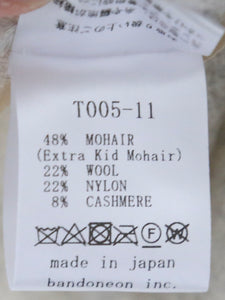 T005-11
48% MOHAIR
(Extra Kid Mohair)
22% WOOL
22% NYLON
8% CASHMERE
made in japan
bandoneon inc.